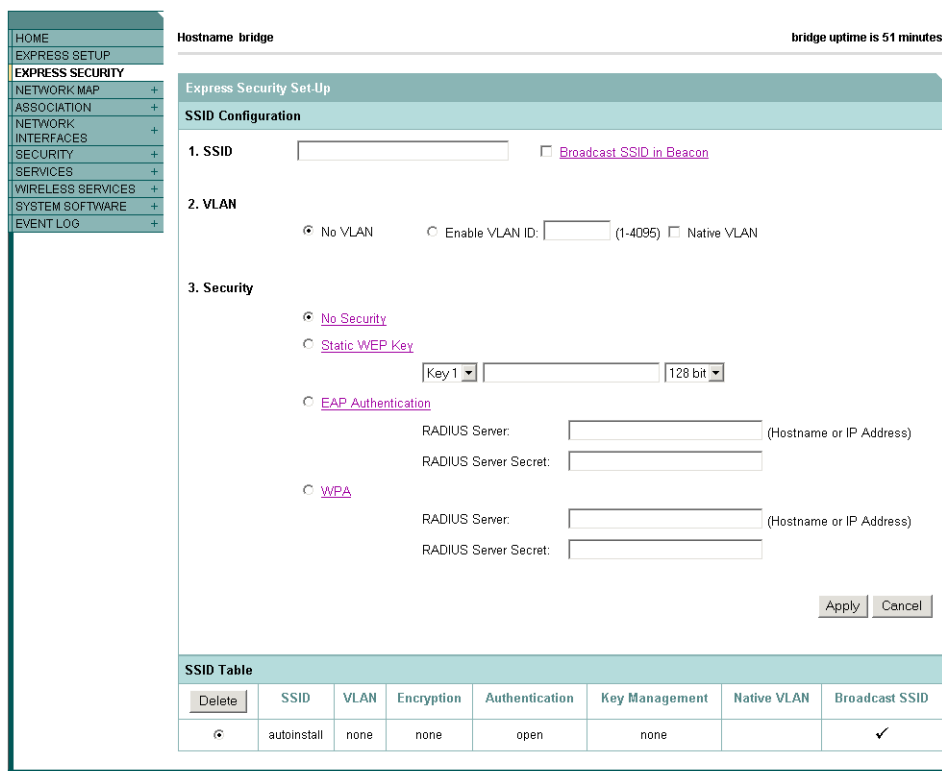 HOME
EXPRESS SETUP
EXPRESS SECURITY
NETWORK MAP +
ASSOCIATION +
NETWORK
INTERFACES +
SECURITY +
SERVICES +
WIRELESS SERVICES +
SYSTEM SOFTWARE +
EVENT LOG +
Hostname bridge
bridge uptime is 51 minutes
Express Security Set-Up
SSID Configuration
1. SSID
Broadcast SSID in Beacon
2. VLAN
No VLAN
Enable VLAN ID:
(1-4095)
Native VLAN
3. Security
No Security
Static WEP Key
Key 1
128 bit
EAP Authentication
RADIUS Server:
(Hostname or IP Address)
RADIUS Server Secret:
WPA
RADIUS Server:
(Hostname or IP Address)
RADIUS Server Secret:
Apply
Cancel
SSID Table
Delete SSID VLAN Encryption Authentication Key Management Native VLAN Broadcast SSID
autoinstall none none open none ✓